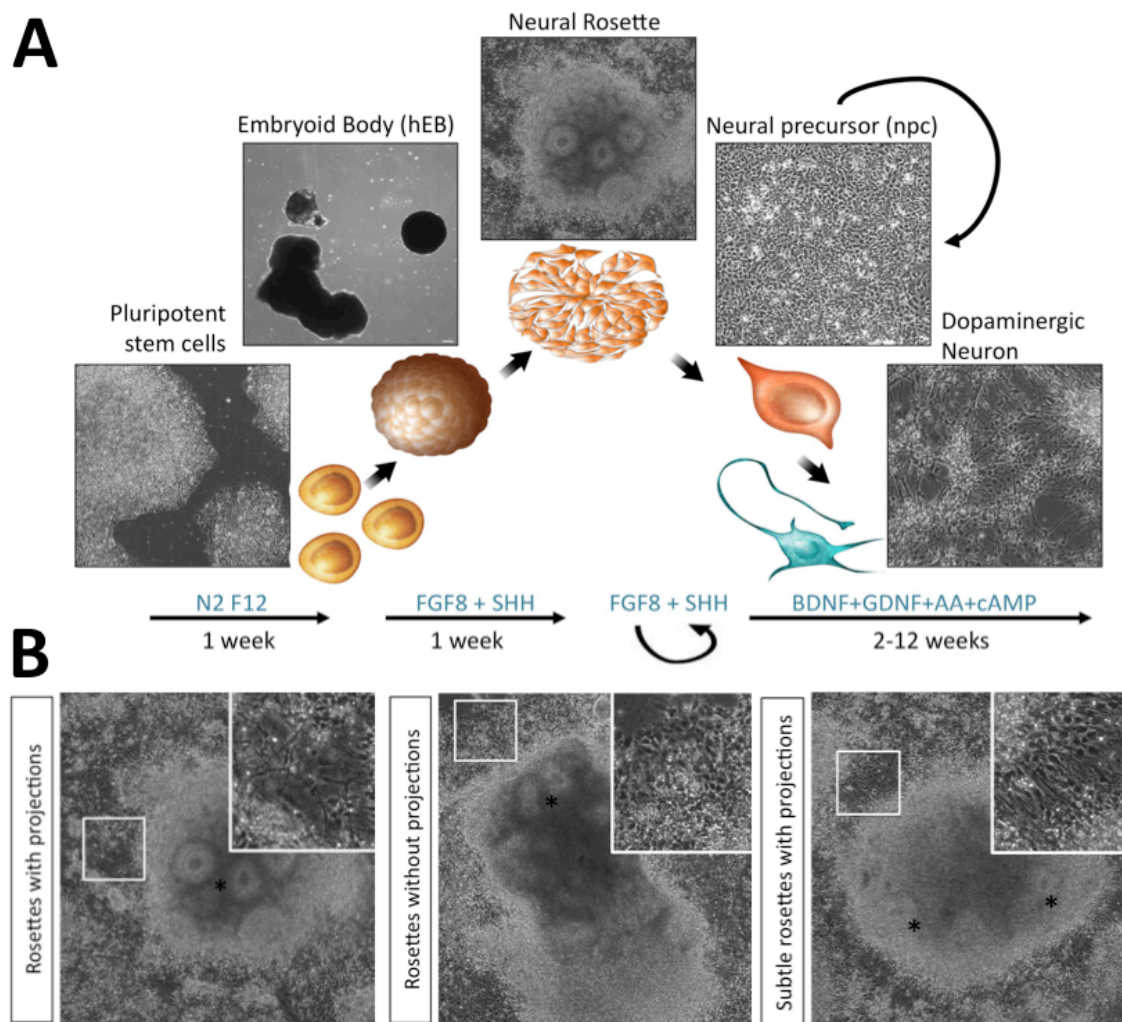 A
Neural Rosette
Embryoid Body (hEB)
Neural precursor (npc)
Pluripotent
stem cells
Dopaminergic
Neuron
N2 F12
FGF8 + SHH
FGF8 + SHH
BDNF+GDNF+AA+cAMP
1 week
1 week
2-12 weeks
B
Rosettes with projections
*
Rosettes without projections
*
Subtle rosettes with projections
*
*